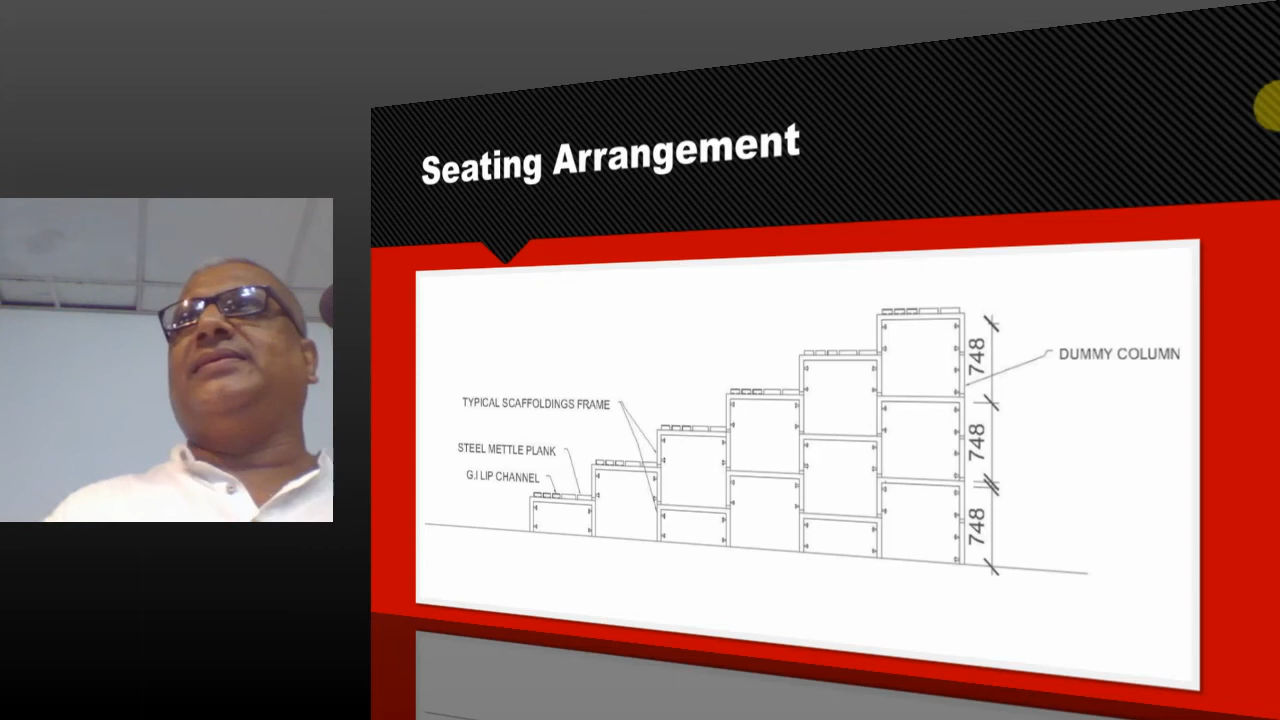 Seating Arrangement
TYPICAL SCAFFOLDINGS FRAME
STEEL METTLE PLANK
G.I LIP CHANNEL
DUMMY COLUMN
748
748
748